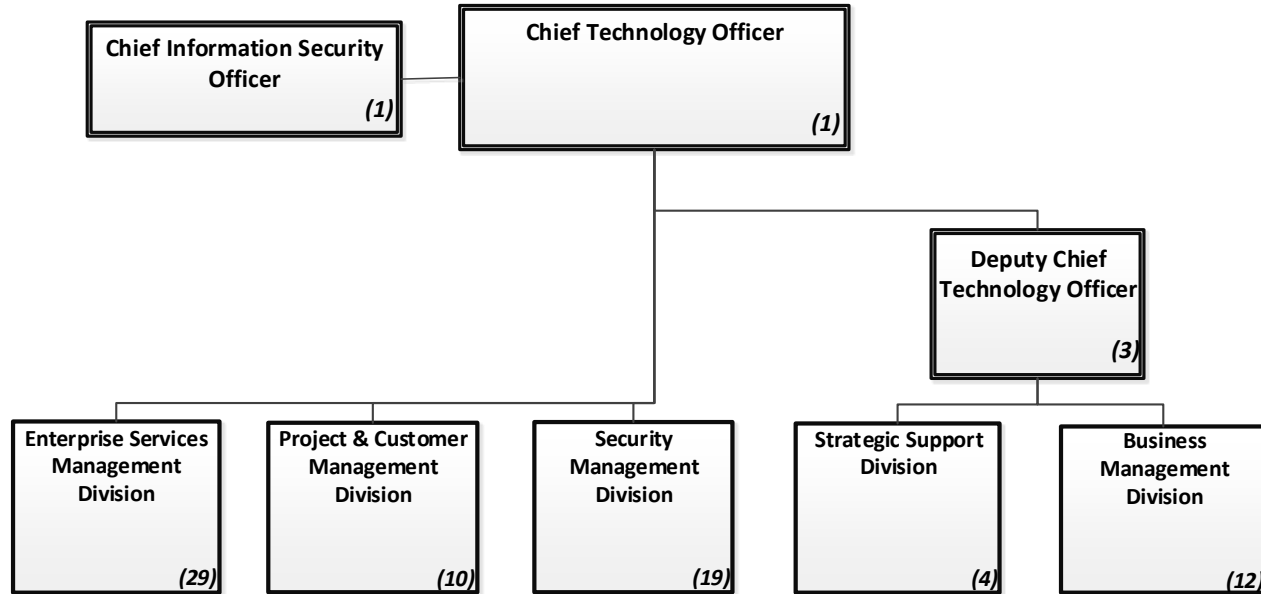 Chief Information Security
Officer
(1)
Chief Technology Officer
(1)
Deputy Chief
Technology Officer
(3)
Enterprise Services
Management
Division
(29)
Project & Customer
Management
Division
(10)
Security
Management
Division
(19)
Strategic Support
Division
(4)
Business
Management
Division
(12)